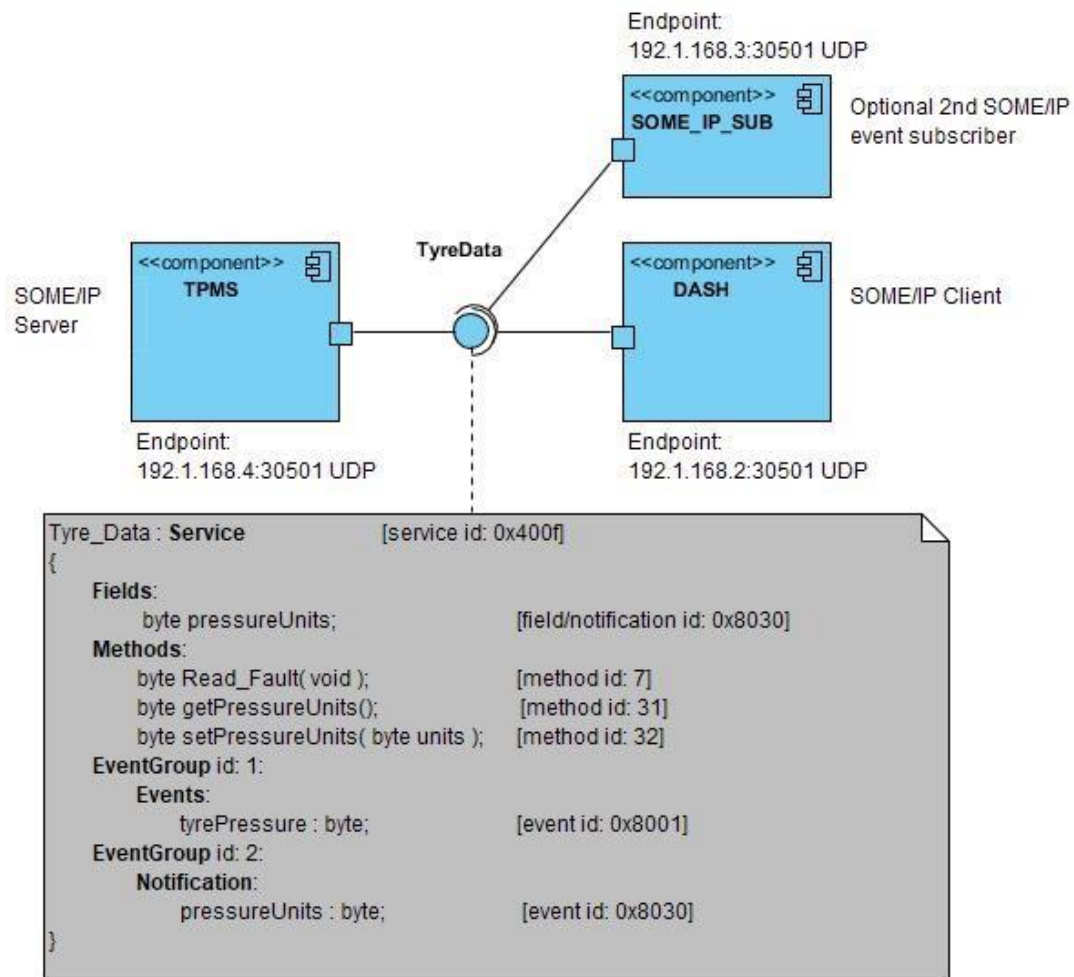 Endpoint:
192.1.168.3:30501 UDP
<<component>>
SOME_IP_SUB
Optional 2nd SOME/IP
event subscriber
TyreData
<<component>>
TPMS
SOME/IP
Server
<<component>>
DASH
SOME/IP Client
Endpoint:
192.1.168.4:30501 UDP
Endpoint:
192.1.168.2:30501 UDP
Tyre_Data : Service [service id: 0x400f]
{
Fields:
byte pressureUnits; [field/notification id: 0x8030]
Methods:
byte Read_Fault( void ); [method id: 7]
byte getPressureUnits(); [method id: 31]
byte setPressureUnits( byte units ); [method id: 32]
EventGroup id: 1:
Events:
tyrePressure : byte; [event id: 0x8001]
EventGroup id: 2:
Notification:
pressureUnits : byte; [event id: 0x8030]
}